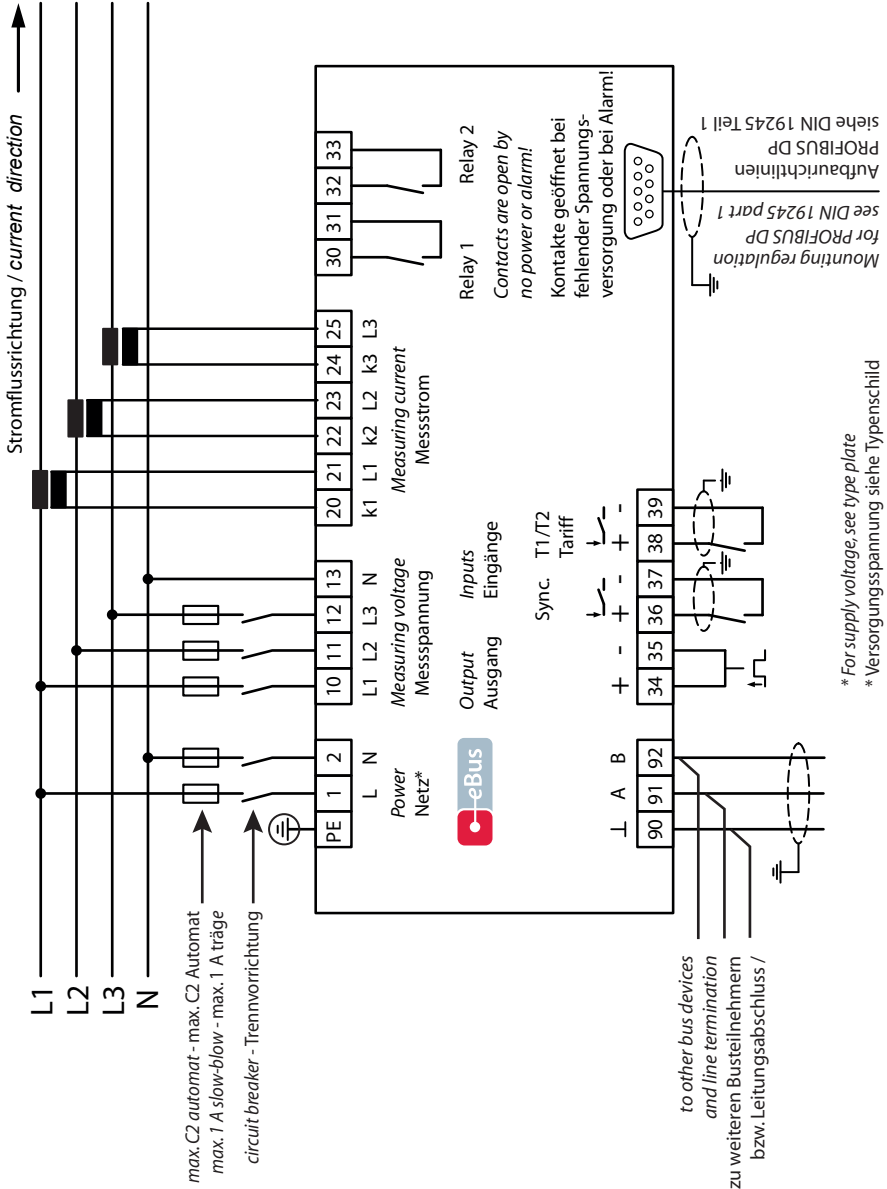 Stromflussrichtung / current direction
L1
L2
L3
N
max. C2 automat - max. C2 Automat
max. 1 A slow-blow - max. 1 A träge
circuit breaker - Trennvorrichtung
PE 1 2
L N
Power
Netz*
10 11 12 13
L1 L2 L3 N
Measuring voltage
Messspannung
20 21 22 23 24 25
k1 L1 k2 L2 k3 L3
Measuring current
Messstrom
30 31 32 33
Relay 1 Relay 2
Contacts are open by
no power or alarm!
Kontakte geöffnet bei
fehlender Spannungs-
versorgung oder bei Alarm!
eBus
Output
Ausgang
Inputs
Eingänge
Sync.
T1/T2
Tariff
⊥ A B
90 91 92
+ - + - + -
34 35 36 37 38 39
to other bus devices
and line termination
zu weiteren Busteilnehmern
bzw. Leitungsabschluss /
Mounting regulation
for PROFIBUS DP
see DIN 19245 part 1
Aufbaurichtlinien
PROFIBUS DP
siehe DIN 19245 Teil 1
* For supply voltage, see type plate
* Versorgungsspannung siehe Typenschild